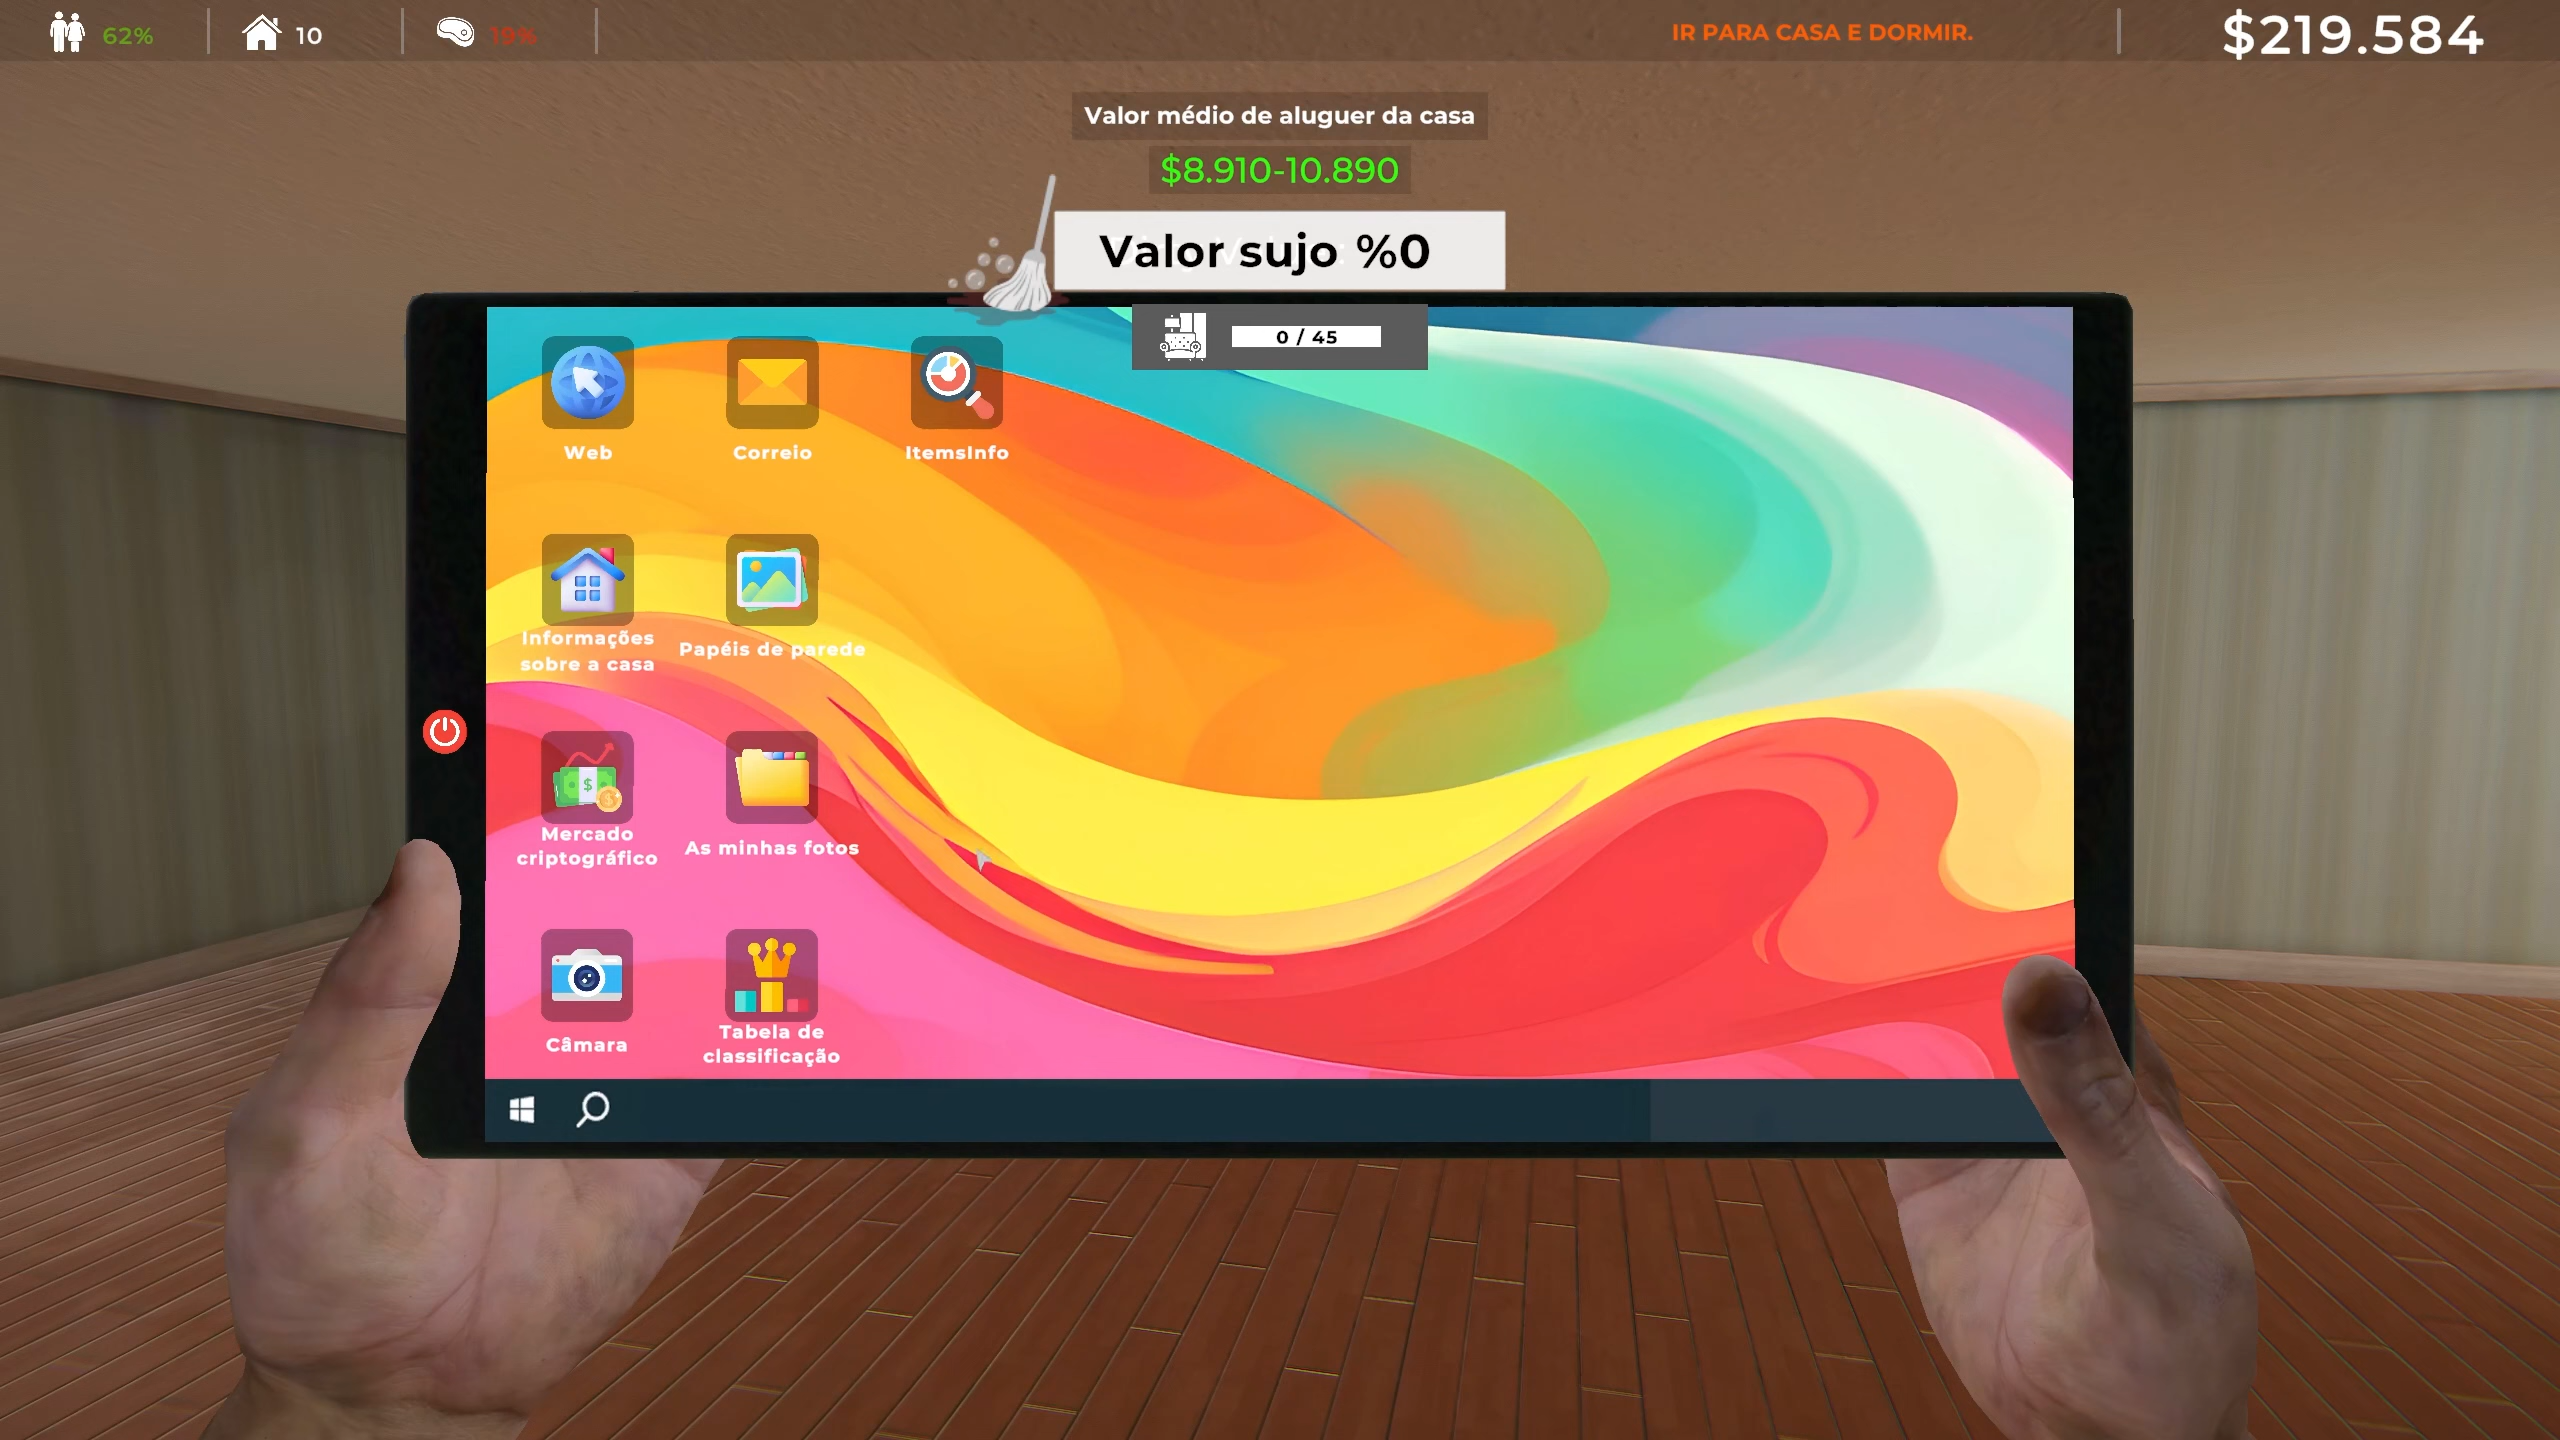 62%
10
19%
IR PARA CASA E DORMIR.
$219.584
Valor médio de aluguer da casa
$8.910-10.890
Valor sujo %0
0 / 45
Web
Correio
ItemsInfo
Informações
sobre a casa
Papéis de parede
Mercado
criptográfico
As minhas fotos
Câmara
Tabela de
classificação